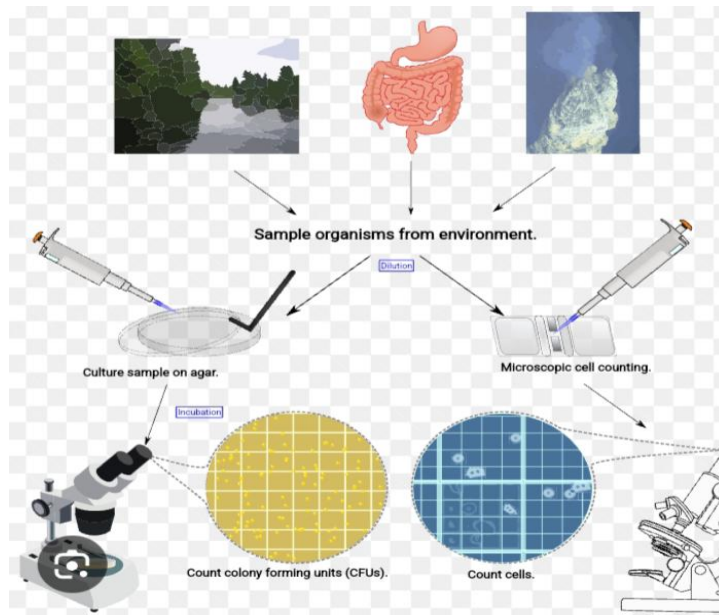 Sample organisms from environment.
Dilution
Culture sample on agar.
Microscopic cell counting.
Incubation
Count colony forming units (CFUs).
Count cells.